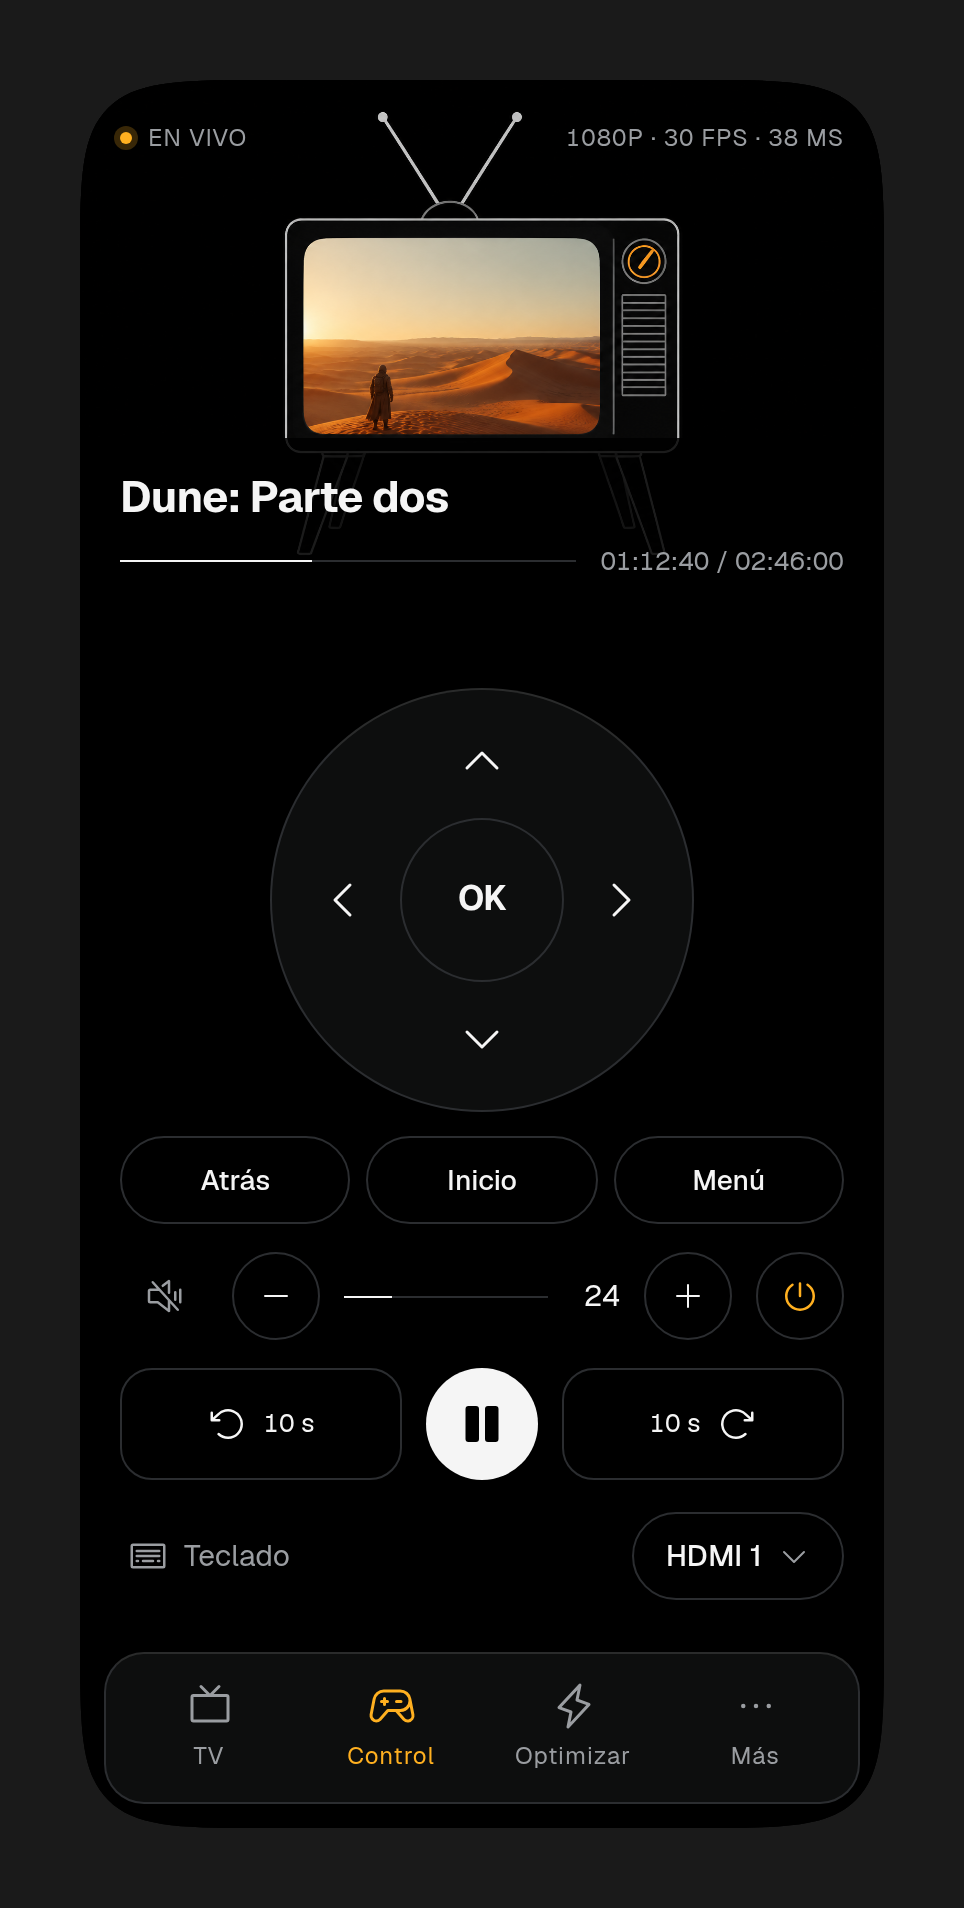 EN VIVO
1080P · 30 FPS · 38 MS
Dune: Parte dos
01:12:40 / 02:46:00
OK
Atrás
Inicio
Menú
24
10 s
10 s
Teclado
HDMI 1
TV
Control
Optimizar
Más